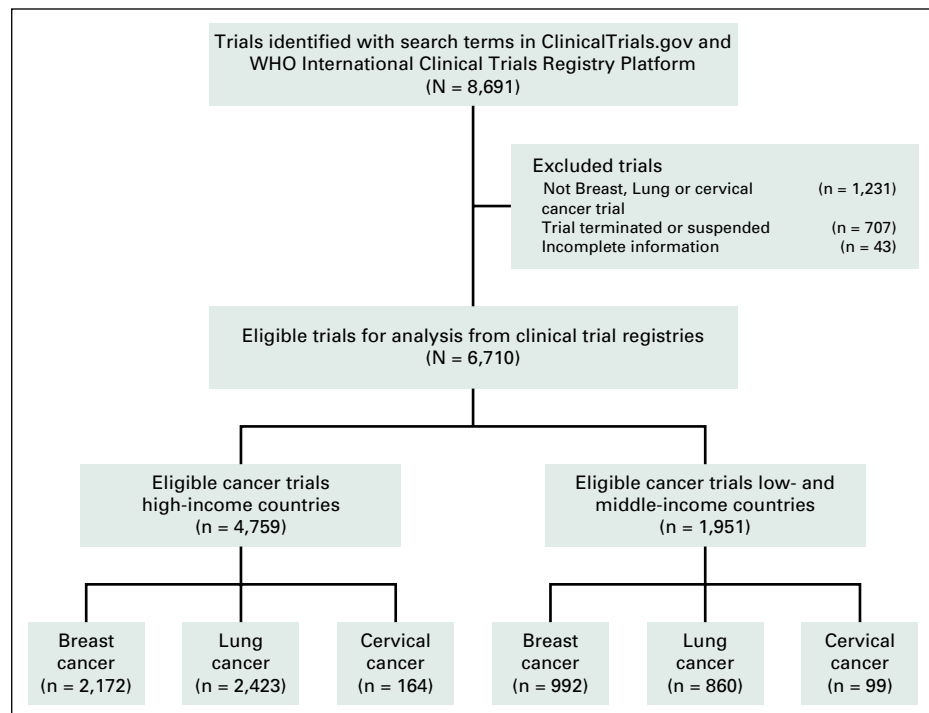 Trials identified with search terms in ClinicalTrials.gov and
WHO International Clinical Trials Registry Platform
(N = 8,691)
Excluded trials
Not Breast, Lung or cervical (n = 1,231)
cancer trial
Trial terminated or suspended (n = 707)
Incomplete information (n = 43)
Eligible trials for analysis from clinical trial registries
(N = 6,710)
Eligible cancer trials
high-income countries
(n = 4,759)
Eligible cancer trials low- and
middle-income countries
(n = 1,951)
Breast
cancer
(n = 2,172)
Lung
cancer
(n = 2,423)
Cervical
cancer
(n = 164)
Breast
cancer
(n = 992)
Lung
cancer
(n = 860)
Cervical
cancer
(n = 99)